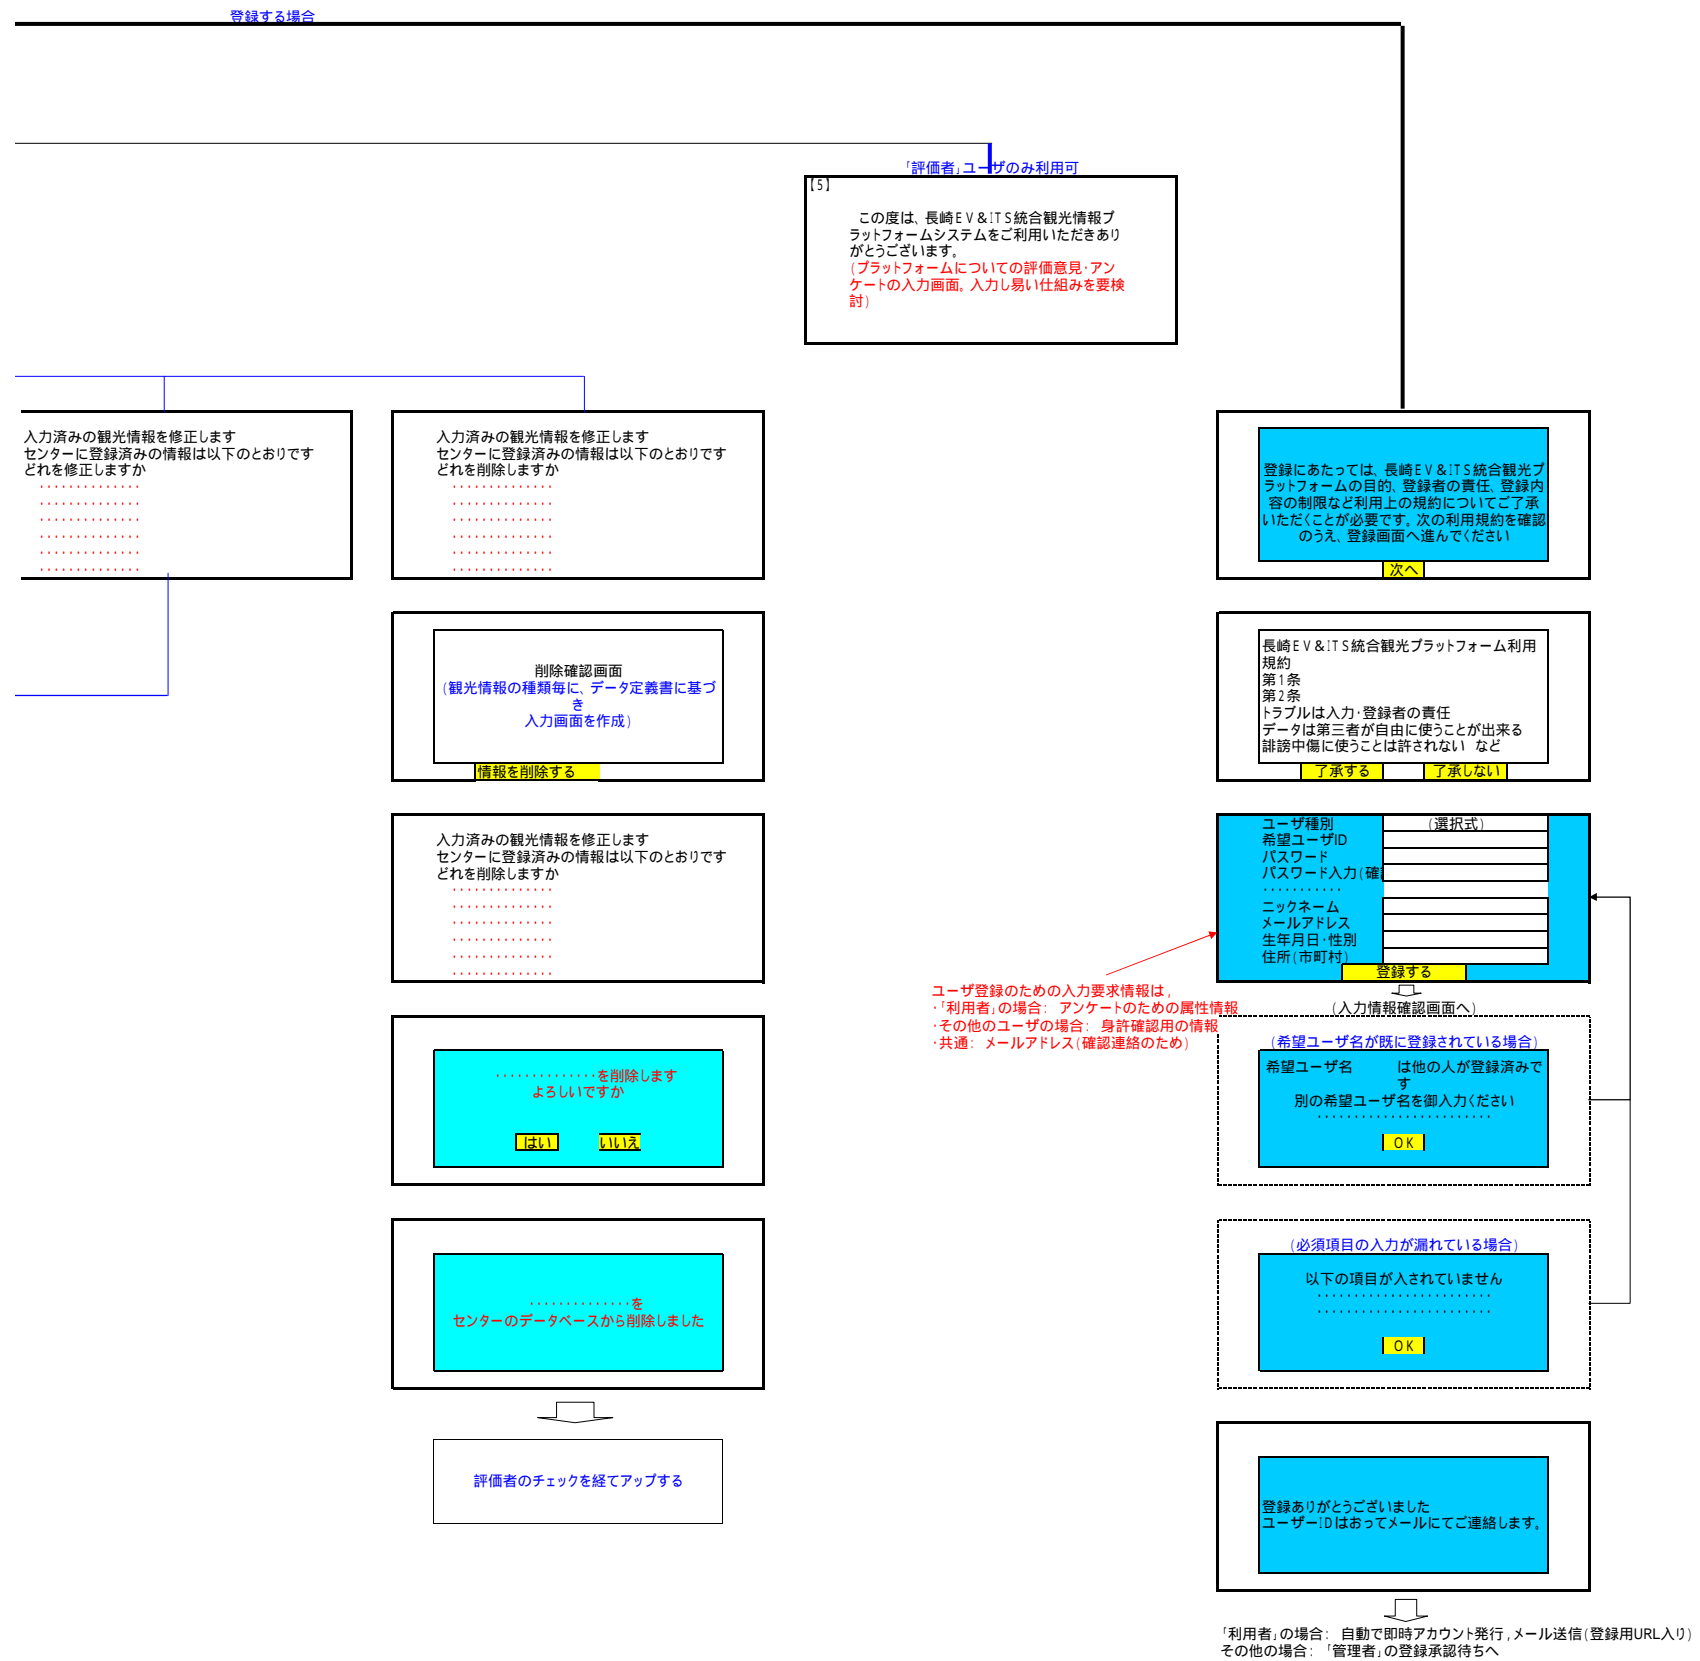 登録する場合
「評価者」ユーザのみ利用可
【5】
この度は、長崎EV&ITS統合観光情報プ
ラットフォームシステムをご利用いただきあり
がとうございます。
(プラットフォームについての評価意見・アン
ケートの入力画面。入力し易い仕組みを要検
討)
入力済みの観光情報を修正します
センターに登録済みの情報は以下のとおりです
どれを修正しますか
・・・・・・・・・・・・・・
・・・・・・・・・・・・・・
・・・・・・・・・・・・・・
・・・・・・・・・・・・・・
・・・・・・・・・・・・・・
・・・・・・・・・・・・・・
入力済みの観光情報を修正します
センターに登録済みの情報は以下のとおりです
どれを削除しますか
・・・・・・・・・・・・・・
・・・・・・・・・・・・・・
・・・・・・・・・・・・・・
・・・・・・・・・・・・・・
・・・・・・・・・・・・・・
・・・・・・・・・・・・・・
削除確認画面
(観光情報の種類毎に、データ定義書に基づ
き
入力画面を作成)
情報を削除する
入力済みの観光情報を修正します
センターに登録済みの情報は以下のとおりです
どれを削除しますか
・・・・・・・・・・・・・・
・・・・・・・・・・・・・・
・・・・・・・・・・・・・・
・・・・・・・・・・・・・・
・・・・・・・・・・・・・・
・・・・・・・・・・・・・・
・・・・・・・・・・・・・・を削除します
よろしいですか
はい いいえ
・・・・・・・・・・・・・・を
センターのデータベースから削除しました
評価者のチェックを経てアップする
登録にあたっては、長崎EV&ITS統合観光プ
ラットフォームの目的、登録者の責任、登録内
容の制限など利用上の規約についてご了承
いただくことが必要です。次の利用規約を確認
のうえ、登録画面へ進んでください
次へ
長崎EV&ITS統合観光プラットフォーム利用
規約
第1条
第2条
トラブルは入力・登録者の責任
データは第三者が自由に使うことが出来る
誹謗中傷に使うことは許されない など
了承する 了承しない
ユーザ種別 (選択式)
希望ユーザID
パスワード
パスワード入力(確
・・・・・・・・・・・
ニックネーム
メールアドレス
生年月日・性別
住所(市町村)
登録する
(入力情報確認画面へ)
ユーザ登録のための入力要求情報は,
・「利用者」の場合: アンケートのための属性情報
・その他のユーザの場合: 身許確認用の情報
・共通: メールアドレス(確認連絡のため)
(希望ユーザ名が既に登録されている場合)
希望ユーザ名 は他の人が登録済みで
す
別の希望ユーザ名を御入力ください
・・・・・・・・・・・・・・・・・・・・・・・・
OK
(必須項目の入力が漏れている場合)
以下の項目が入されていません
・・・・・・・・・・・・・・・・・・・・・・・・
・・・・・・・・・・・・・・・・・・・・・・・・
OK
登録ありがとうございました
ユーザーIDはおってメールにてご連絡します。
「利用者」の場合: 自動で即時アカウント発行,メール送信(登録用URL入り)
その他の場合: 「管理者」の登録承認待ちへ